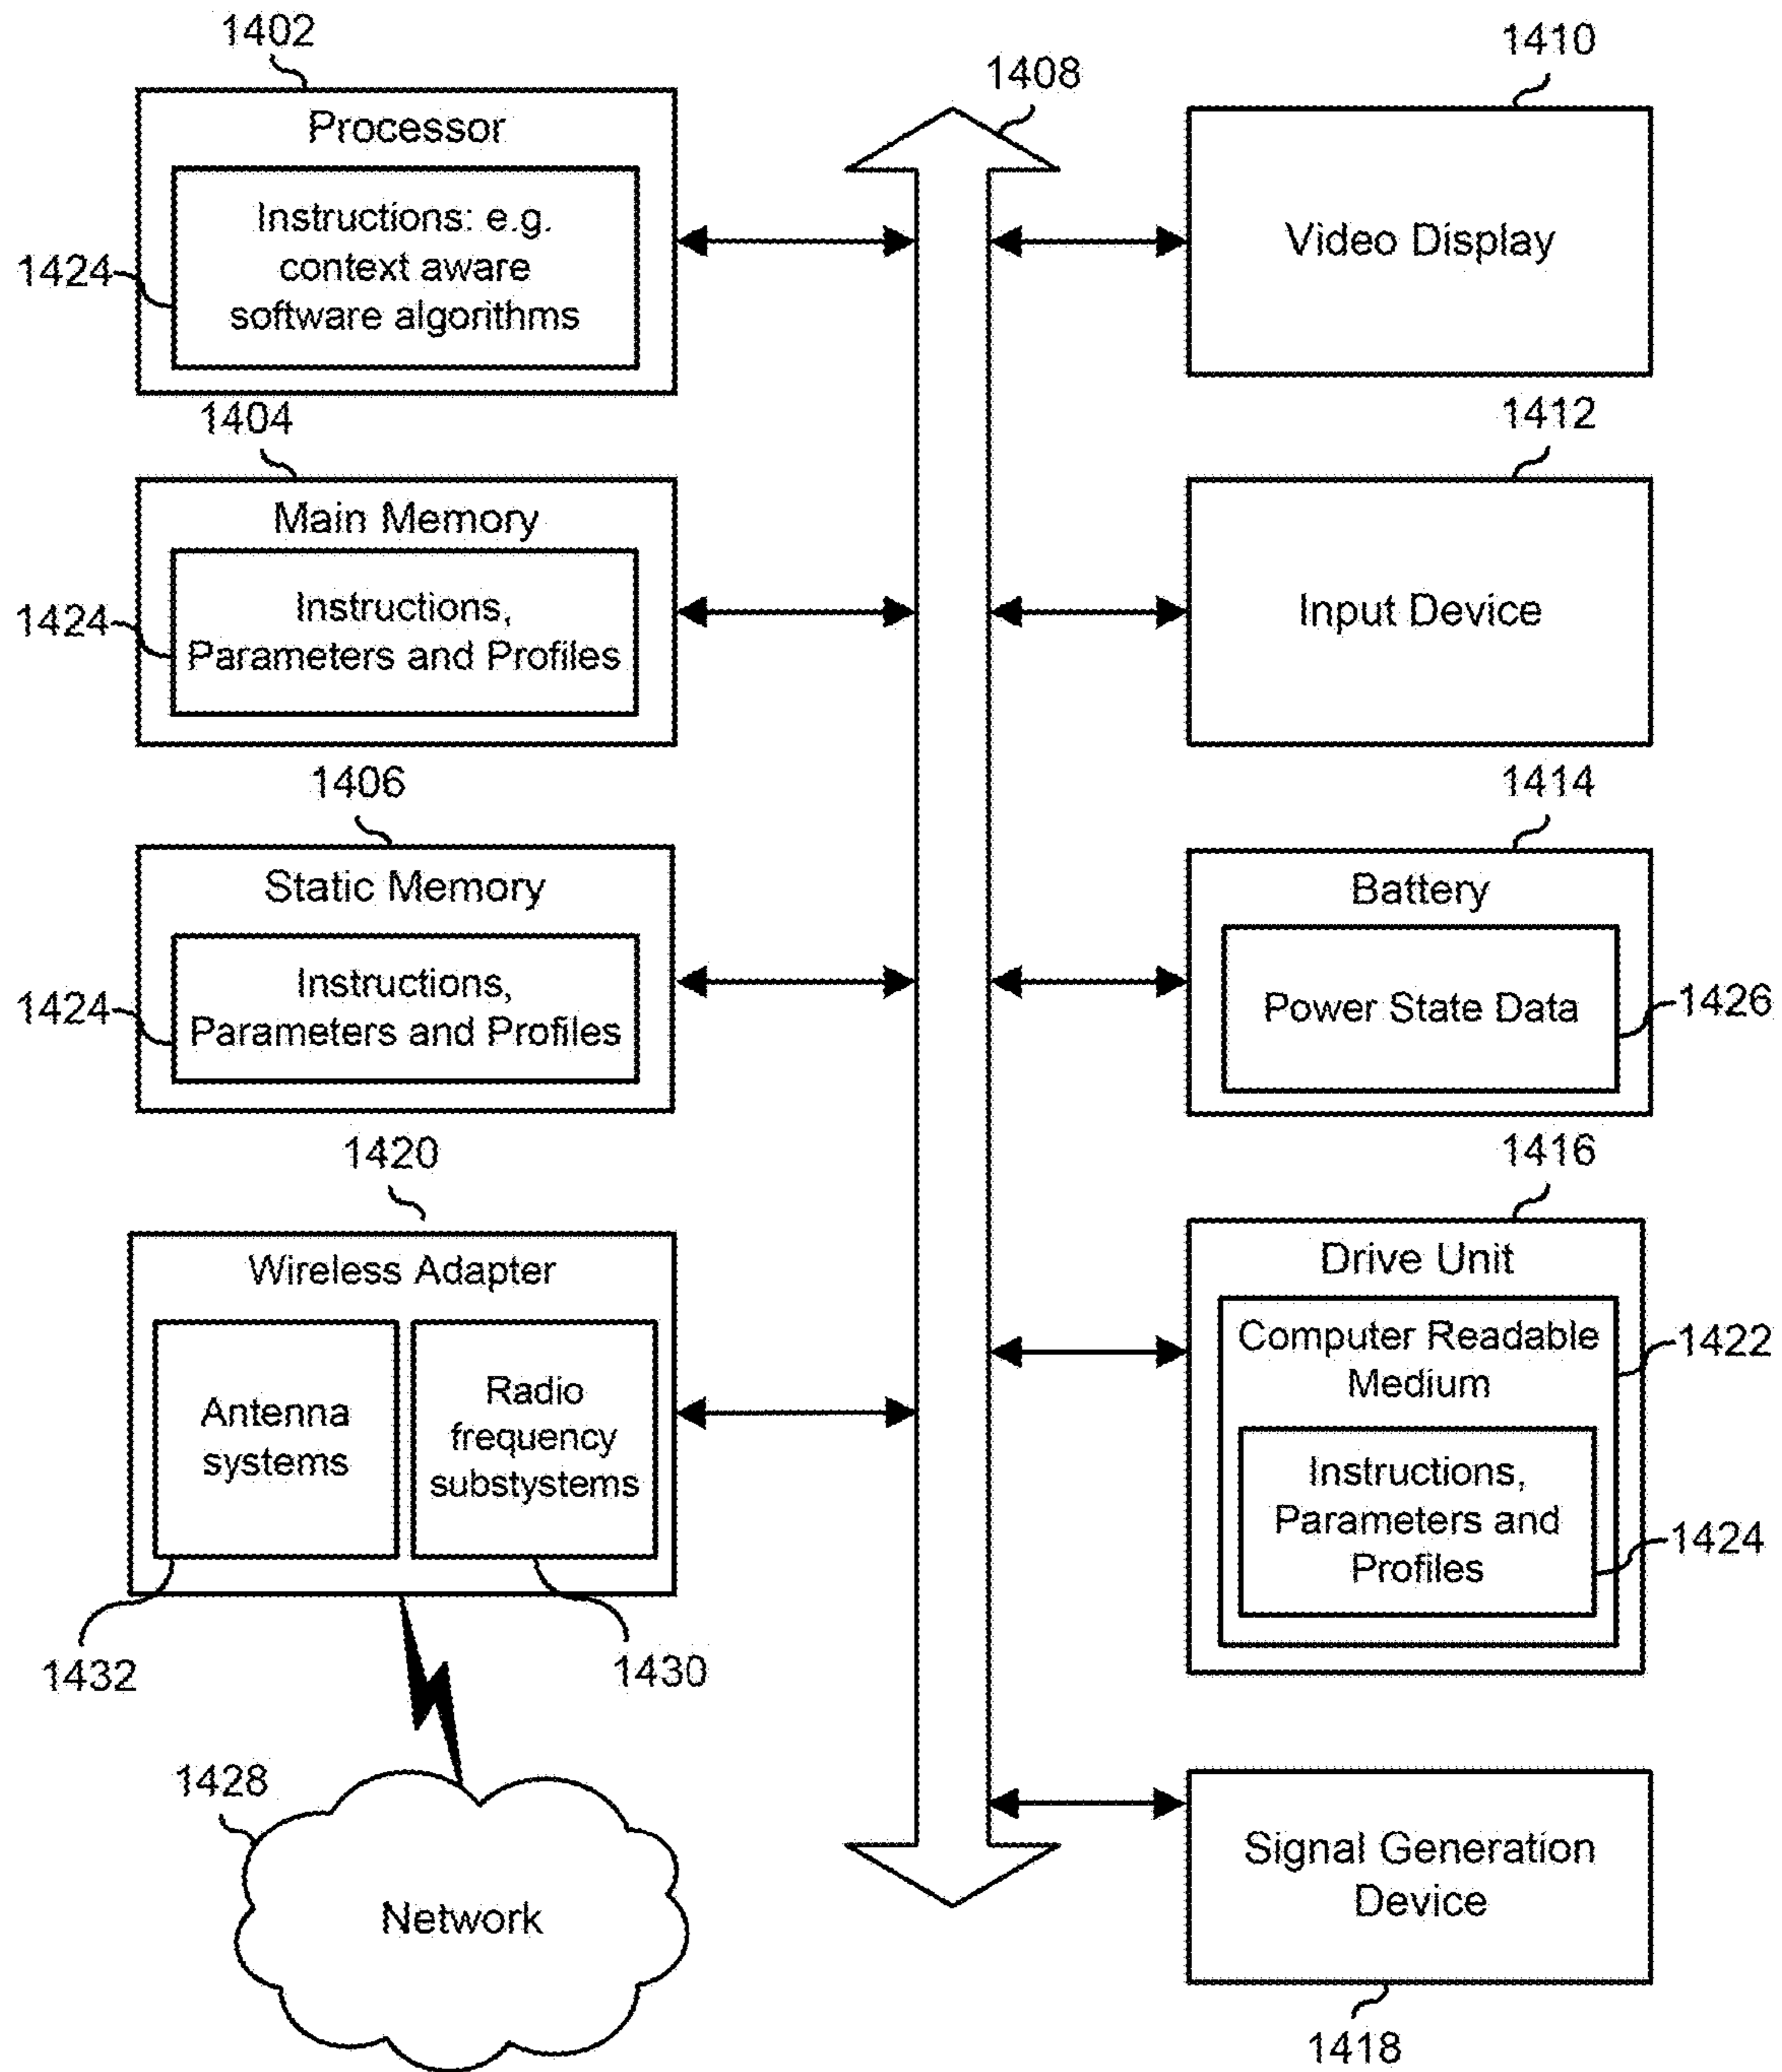 1402
Processor
Instructions: e.g.
context aware
software algorithms
1424
1404
Main Memory
Instructions,
Parameters and Profiles
1424
1406
Static Memory
Instructions,
Parameters and Profiles
1424
1420
Wireless Adapter
Antenna
systems
Radio
frequency
substystems
1432
1430
1428
Network
1408
1410
Video Display
1412
Input Device
1414
Battery
Power State Data
1426
1416
Drive Unit
Computer Readable
Medium
1422
Instructions,
Parameters and
Profiles
1424
Signal Generation
Device
1418